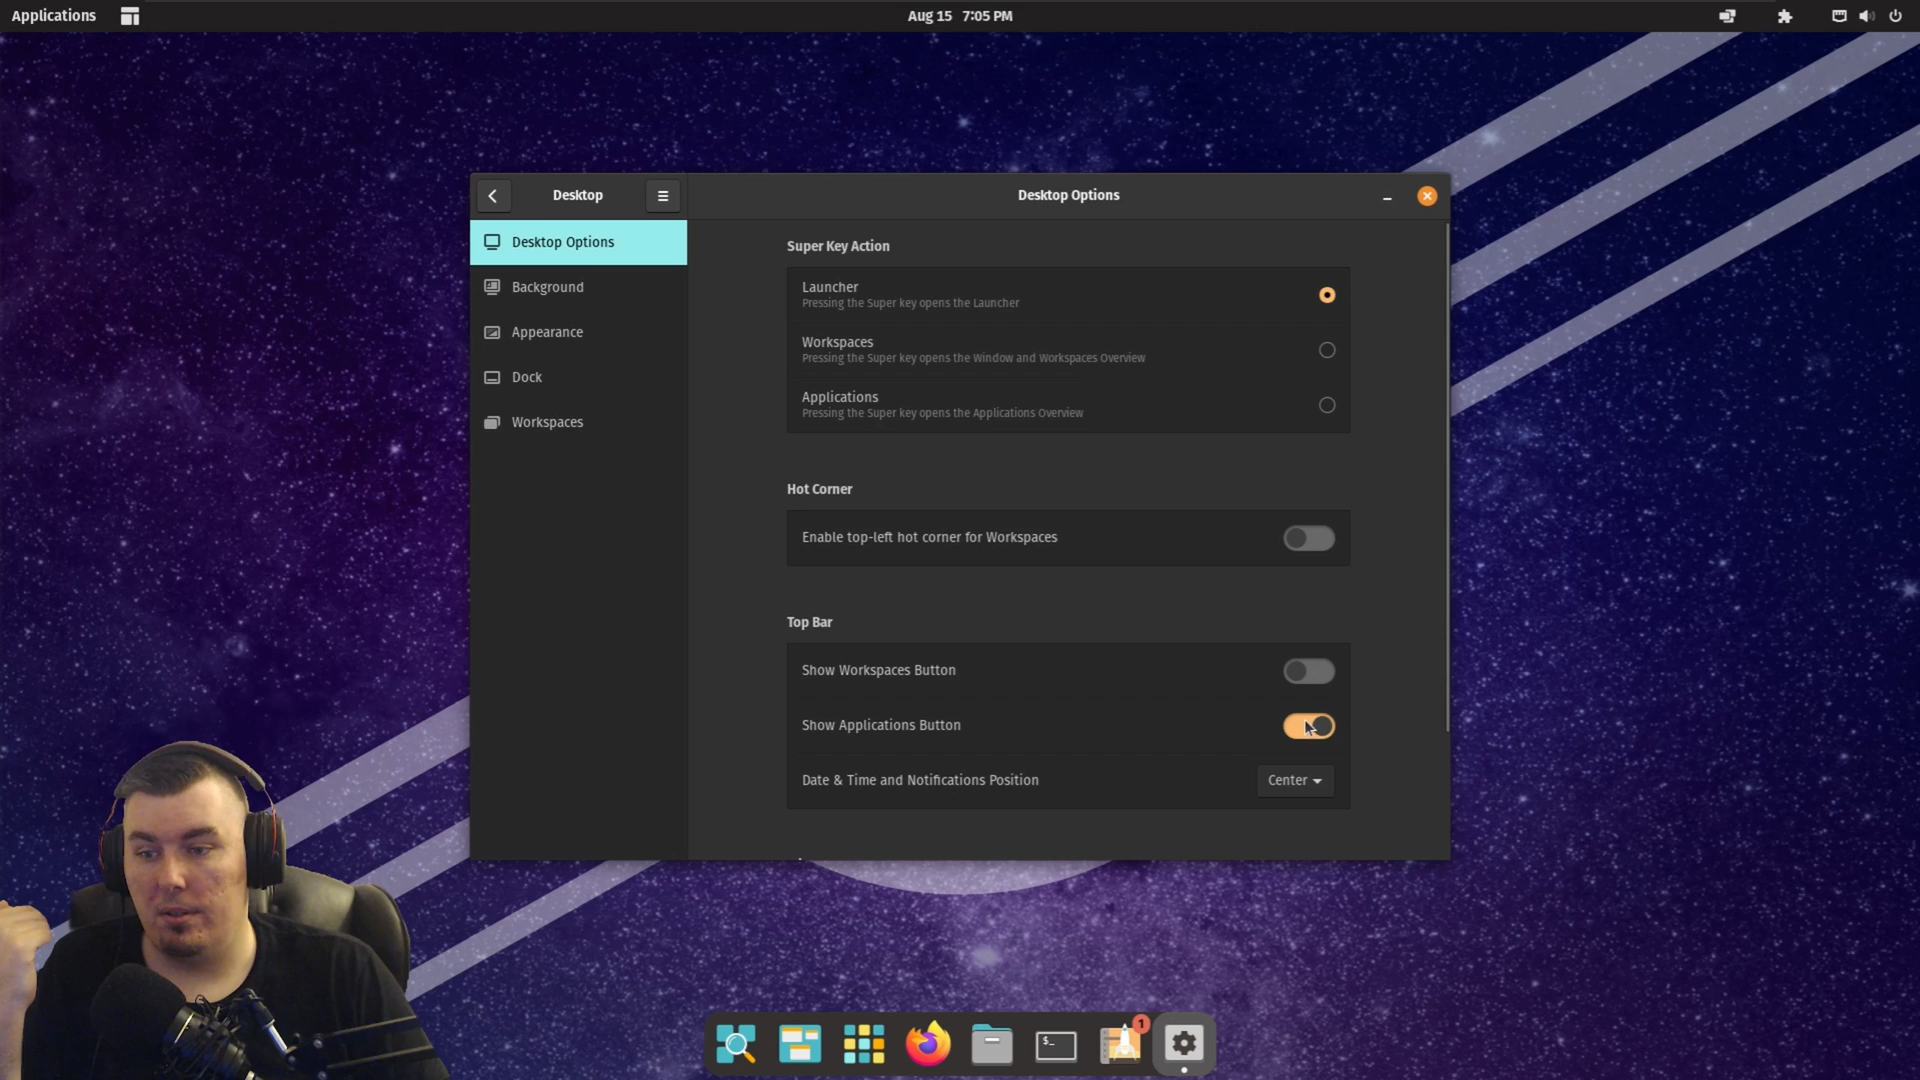 Applications
Aug 15 7:05 PM
Desktop
Desktop Options
Desktop Options
Background
Appearance
Dock
Workspaces
Super Key Action
Launcher
Pressing the Super key opens the Launcher
Workspaces
Pressing the Super key opens the Window and Workspaces Overview
Applications
Pressing the Super key opens the Applications Overview
Hot Corner
Enable top-left hot corner for Workspaces
Top Bar
Show Workspaces Button
Show Applications Button
Date & Time and Notifications Position
Center
$_
1